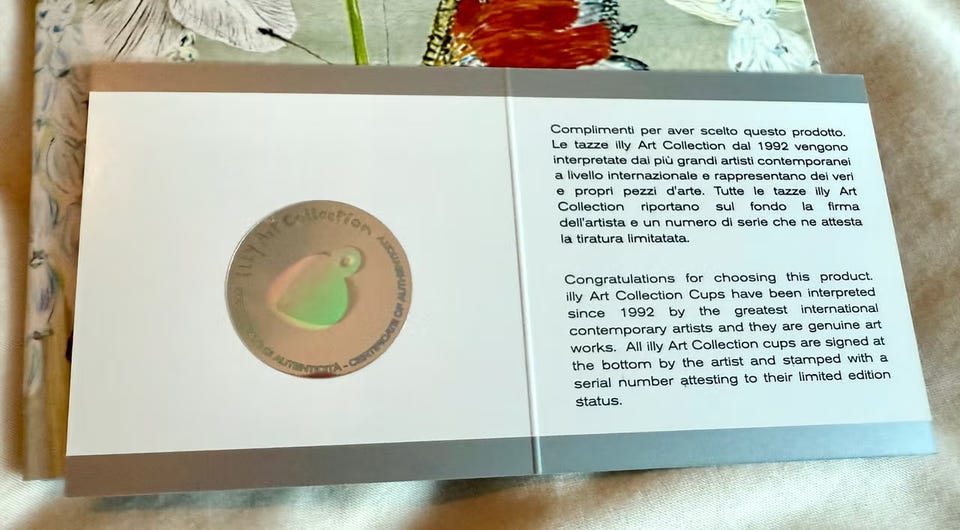 illy Art Collection
DI AUTENTICITÀ - CERTIFICATE OF AUTHENTICITY
Complimenti per aver scelto questo prodotto.
Le tazze illy Art Collection dal 1992 vengono
interpretate dai più grandi artisti contemporanei
a livello internazionale e rappresentano dei veri
e propri pezzi d'arte. Tutte le tazze illy Art
Collection riportano sul fondo la firma
dell'artista e un numero di serie che ne attesta
la tiratura limitatata.
Congratulations for choosing this product.
illy Art Collection Cups have been interpreted
since 1992 by the greatest international
contemporary artists and they are genuine art
works. All illy Art Collection cups are signed at
the bottom by the artist and stamped with a
serial number attesting to their limited edition
status.